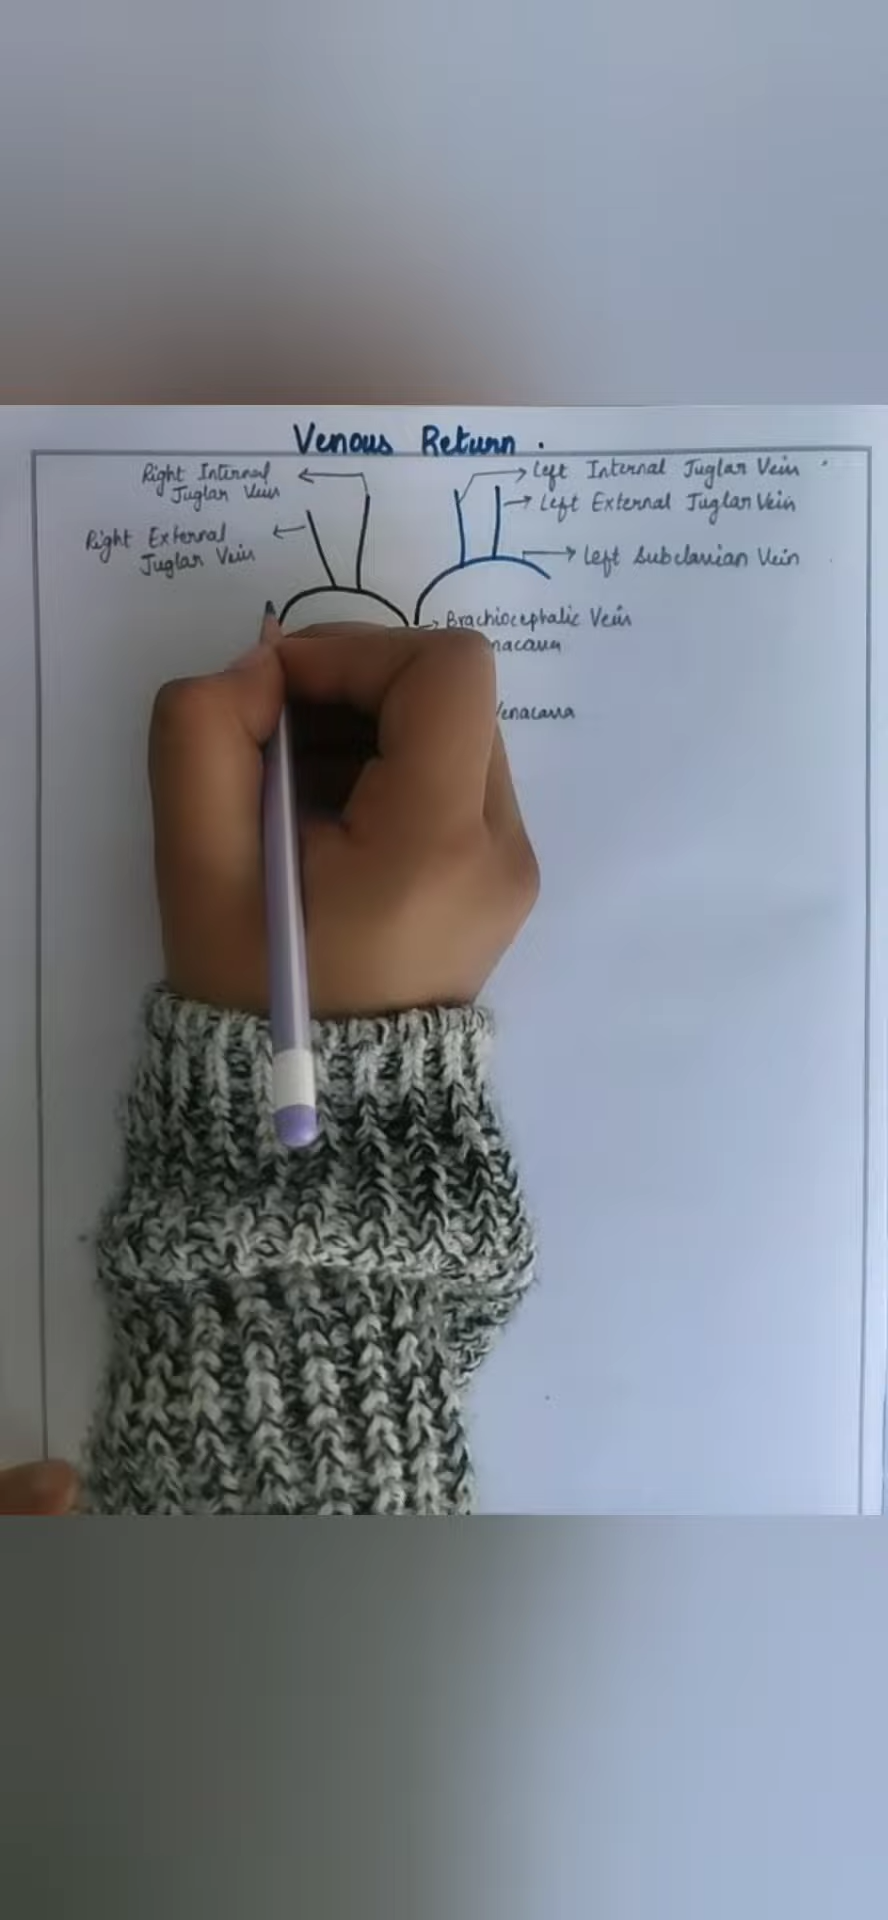 Venous Return.
Right Internal
Juglar Vein
Left Internal Juglar Vein
Left External Juglar Vein
Right External
Juglar Vein
Left Subclavian Vein
Brachiocephalic Vein